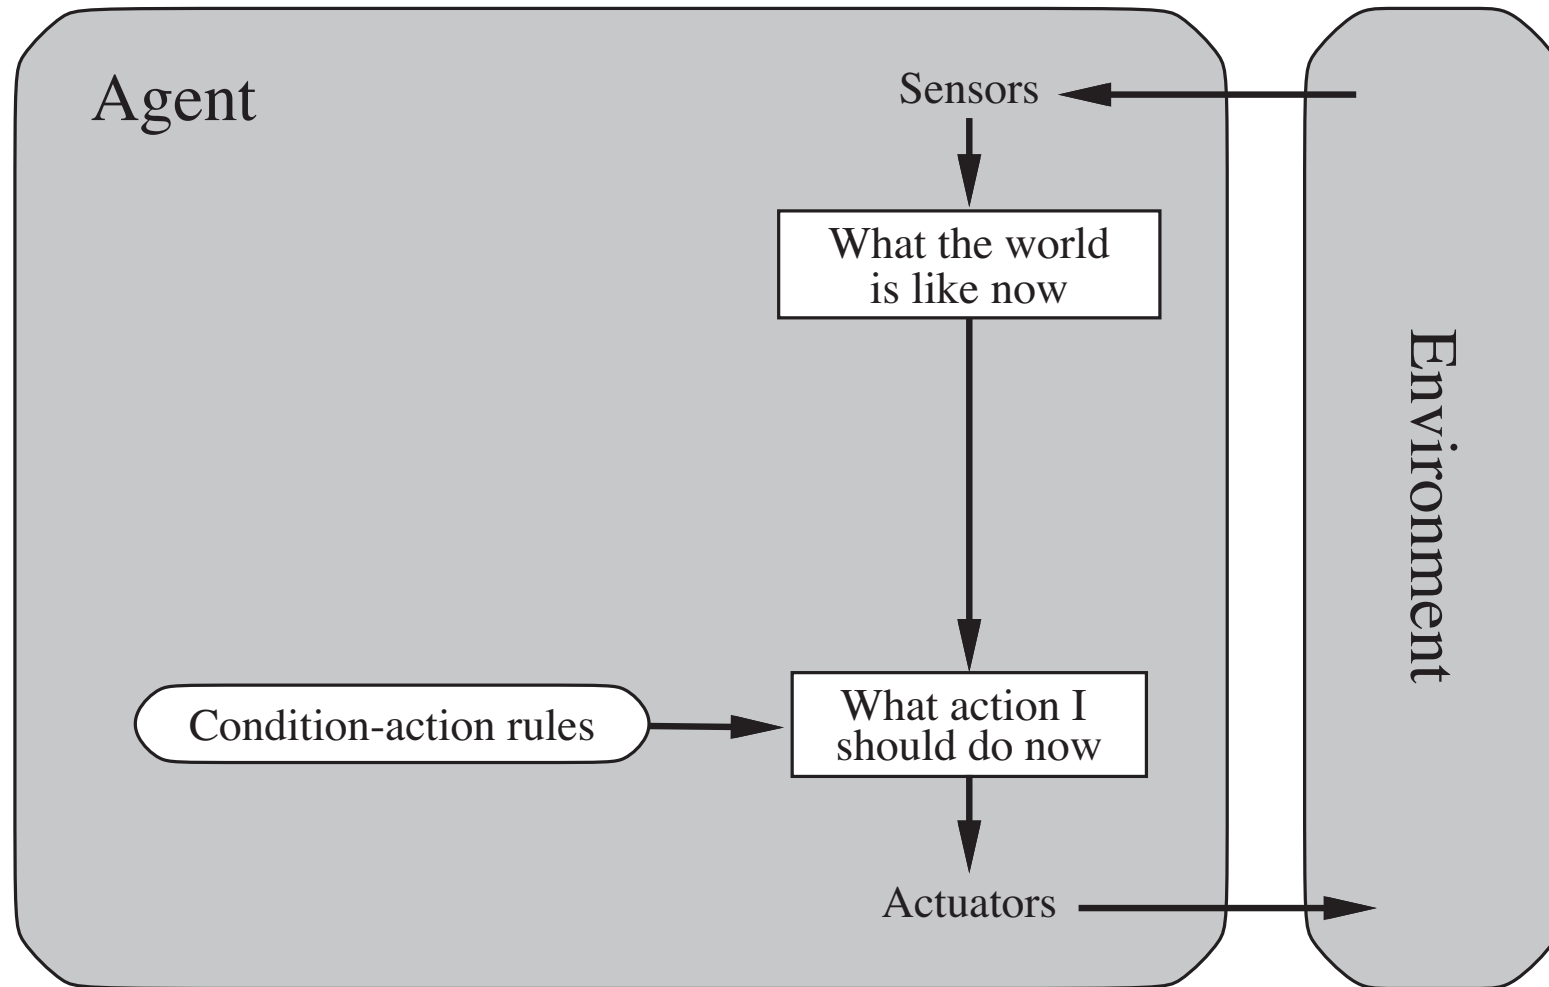 Agent
Sensors
What the world
is like now
Environment
Condition-action rules
What action I
should do now
Actuators